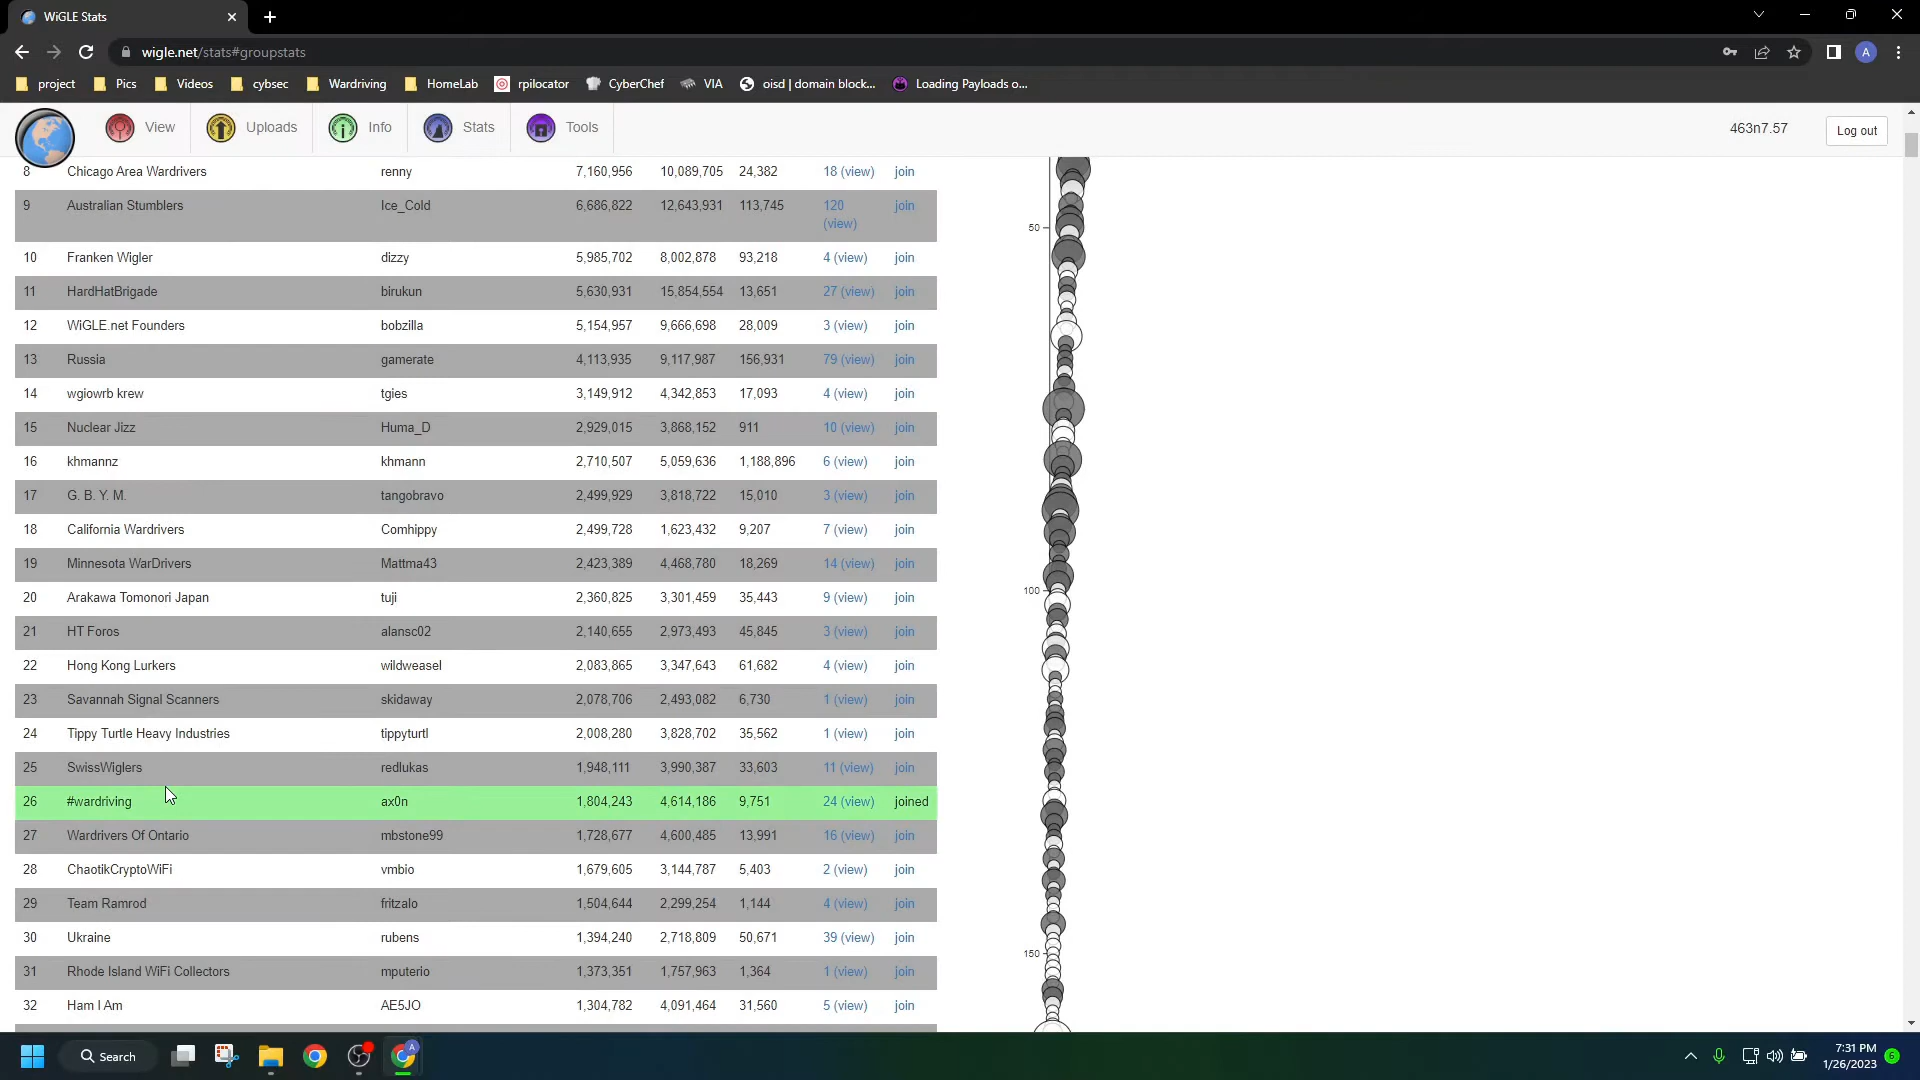 WiGLE Stats
wigle.net/stats#groupstats
project Pics Videos cybsec Wardriving HomeLab rpilocator CyberChef VIA oisd | domain block... Loading Payloads o...
A
View Uploads Info Stats Tools 463n7.57 Log out
8 Chicago Area Wardrivers renny 7,160,956 10,089,705 24,382 18 (view) join
9 Australian Stumblers Ice_Cold 6,686,822 12,643,931 113,745 120 (view) join
10 Franken Wigler dizzy 5,985,702 8,002,878 93,218 4 (view) join
11 HardHatBrigade birukun 5,630,931 15,854,554 13,651 27 (view) join
12 WiGLE.net Founders bobzilla 5,154,957 9,666,698 28,009 3 (view) join
13 Russia gamerate 4,113,935 9,117,987 156,931 79 (view) join
14 wgiowrb krew tgies 3,149,912 4,342,853 17,093 4 (view) join
15 Nuclear Jizz Huma_D 2,929,015 3,868,152 911 10 (view) join
16 khmannz khmann 2,710,507 5,059,636 1,188,896 6 (view) join
17 G. B. Y. M. tangobravo 2,499,929 3,818,722 15,010 3 (view) join
18 California Wardrivers Comhippy 2,499,728 1,623,432 9,207 7 (view) join
19 Minnesota WarDrivers Mattma43 2,423,389 4,468,780 18,269 14 (view) join
20 Arakawa Tomonori Japan tuji 2,360,825 3,301,459 35,443 9 (view) join
21 HT Foros alansc02 2,140,655 2,973,493 45,845 3 (view) join
22 Hong Kong Lurkers wildweasel 2,083,865 3,347,643 61,682 4 (view) join
23 Savannah Signal Scanners skidaway 2,078,706 2,493,082 6,730 1 (view) join
24 Tippy Turtle Heavy Industries tippyturtl 2,008,280 3,828,702 35,562 1 (view) join
25 SwissWiglers redlukas 1,948,111 3,990,387 33,603 11 (view) join
26 #wardriving ax0n 1,804,243 4,614,186 9,751 24 (view) joined
27 Wardrivers Of Ontario mbstone99 1,728,677 4,600,485 13,991 16 (view) join
28 ChaotikCryptoWiFi vmbio 1,679,605 3,144,787 5,403 2 (view) join
29 Team Ramrod fritzalo 1,504,644 2,299,254 1,144 4 (view) join
30 Ukraine rubens 1,394,240 2,718,809 50,671 39 (view) join
31 Rhode Island WiFi Collectors mputerio 1,373,351 1,757,963 1,364 1 (view) join
32 Ham I Am AE5JO 1,304,782 4,091,464 31,560 5 (view) join
50
100
150
Search
A
7:31 PM
1/26/2023
6